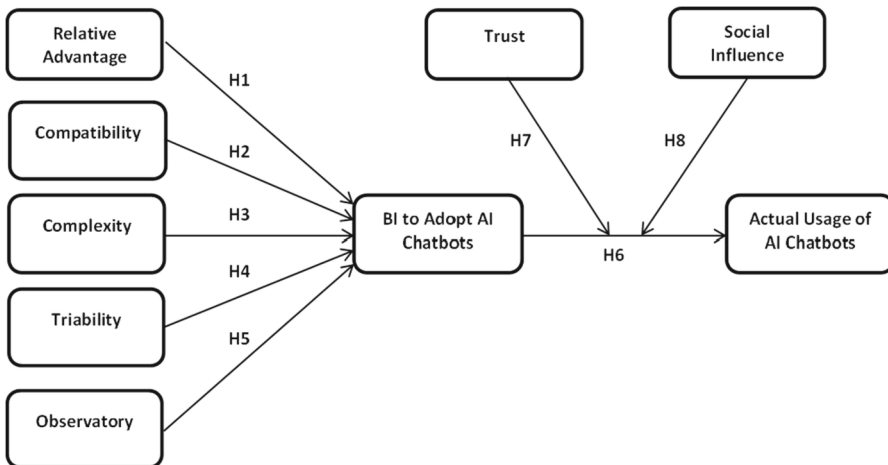 Relative
Advantage
Compatibility
Complexity
Triability
Observatory
H1
H2
H3
H4
H5
BI to Adopt AI
Chatbots
Trust
Social
Influence
H7
H8
H6
Actual Usage of
AI Chatbots